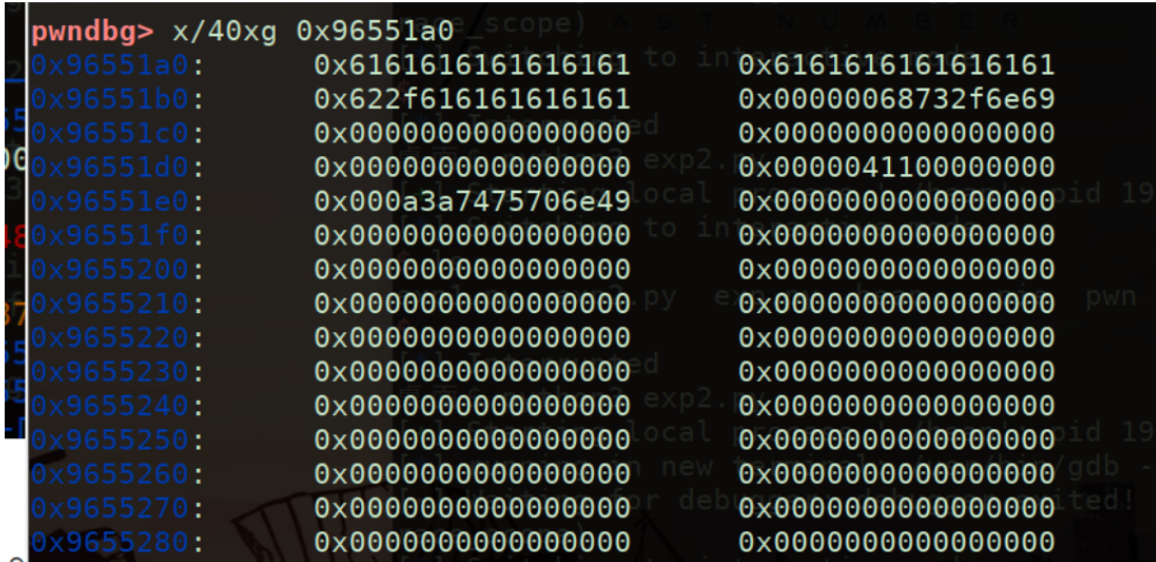 pwndbg> x/40xg 0x96551a0
0x96551a0: 0x6161616161616161 0x6161616161616161
0x96551b0: 0x622f616161616161 0x00000068732f6e69
0x96551c0: 0x0000000000000000 0x0000000000000000
0x96551d0: 0x0000000000000000 0x0000041100000000
0x96551e0: 0x000a3a7475706e49 0x0000000000000000
0x96551f0: 0x0000000000000000 0x0000000000000000
0x9655200: 0x0000000000000000 0x0000000000000000
0x9655210: 0x0000000000000000 0x0000000000000000
0x9655220: 0x0000000000000000 0x0000000000000000
0x9655230: 0x0000000000000000 0x0000000000000000
0x9655240: 0x0000000000000000 0x0000000000000000
0x9655250: 0x0000000000000000 0x0000000000000000
0x9655260: 0x0000000000000000 0x0000000000000000
0x9655270: 0x0000000000000000 0x0000000000000000
0x9655280: 0x0000000000000000 0x0000000000000000